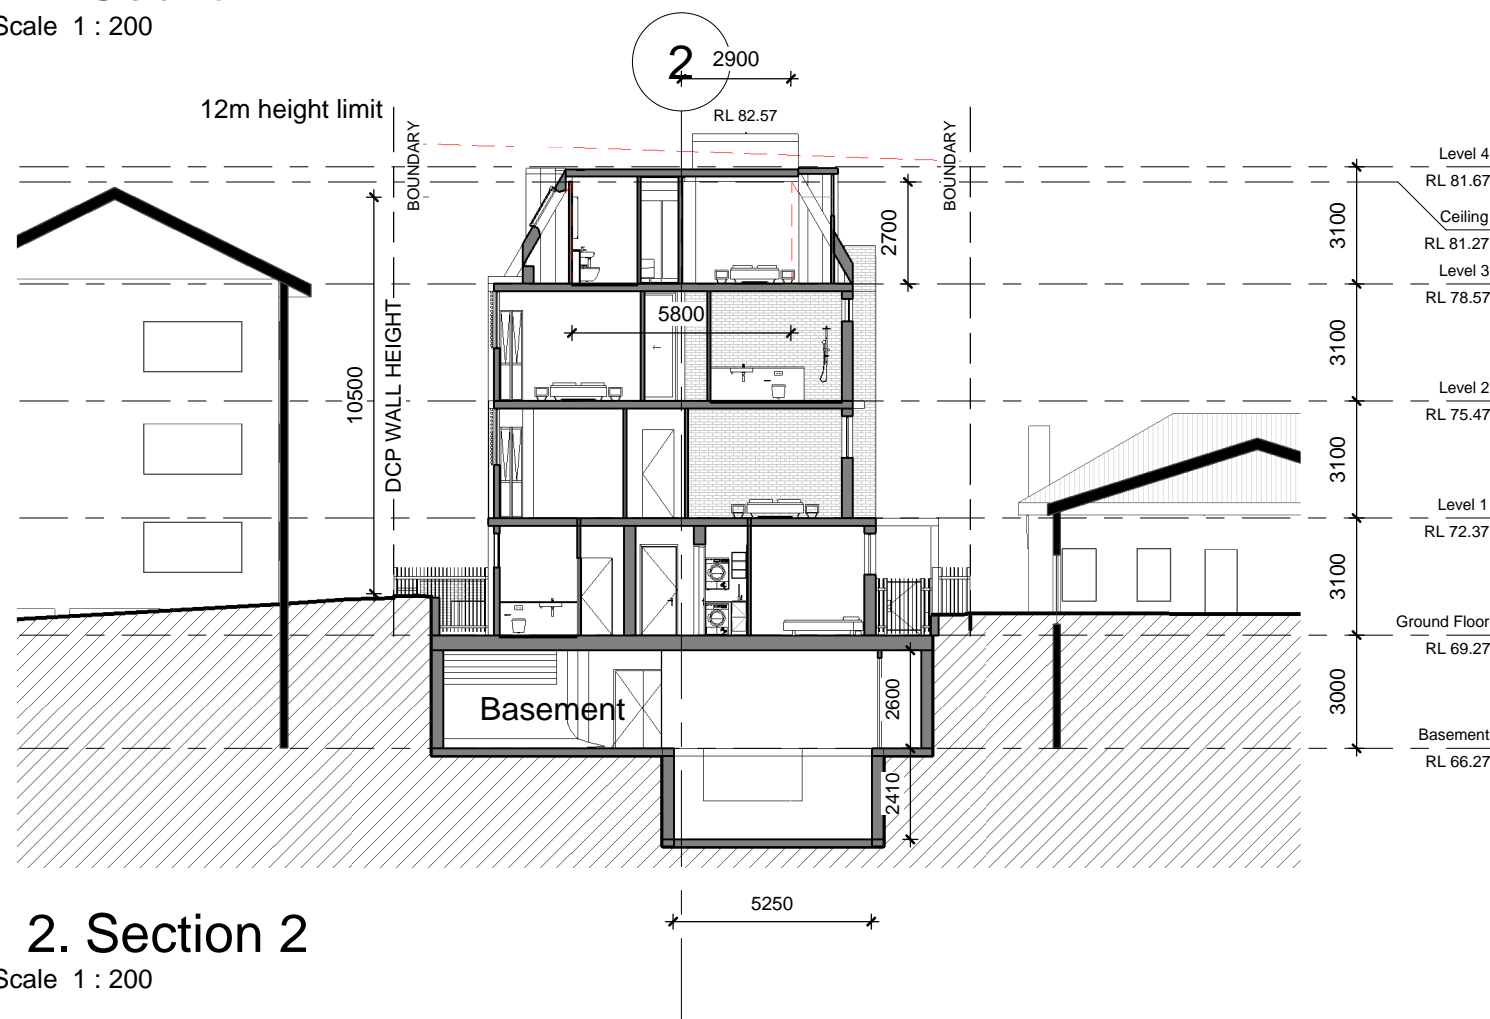 Scale 1 : 200
2
2900
12m height limit
RL 82.57
BOUNDARY
BOUNDARY
Level 4
RL 81.67
Ceiling
RL 81.27
Level 3
RL 78.57
2700
3100
5800
3100
DCP WALL HEIGHT
10500
Level 2
RL 75.47
3100
Level 1
RL 72.37
3100
Ground Floor
RL 69.27
Basement
2600
3000
Basement
RL 66.27
2410
5250
2. Section 2
Scale 1 : 200